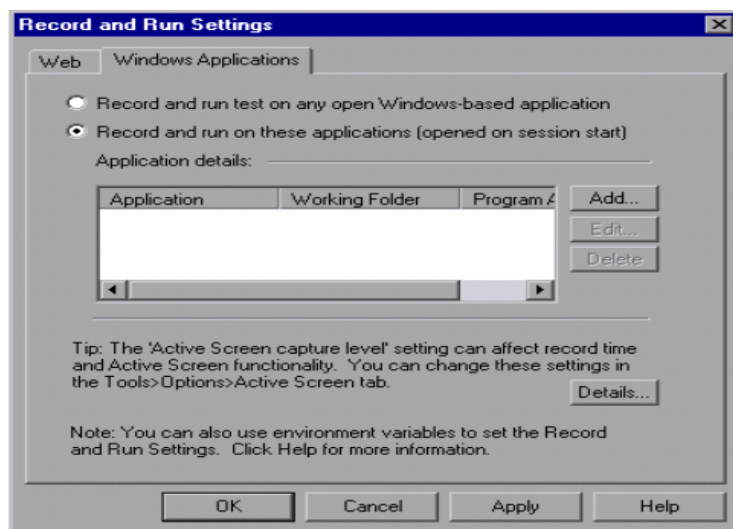 Record and Run Settings
Web
Windows Applications
Record and run test on any open Windows-based application
Record and run on these applications (opened on session start)
Application details:
Application Working Folder Program A
Add...
Edit...
Delete
Tip: The 'Active Screen capture level' setting can affect record time
and Active Screen functionality. You can change these settings in
the Tools>Options>Active Screen tab.
Details...
Note: You can also use environment variables to set the Record
and Run Settings. Click Help for more information.
OK Cancel Apply Help